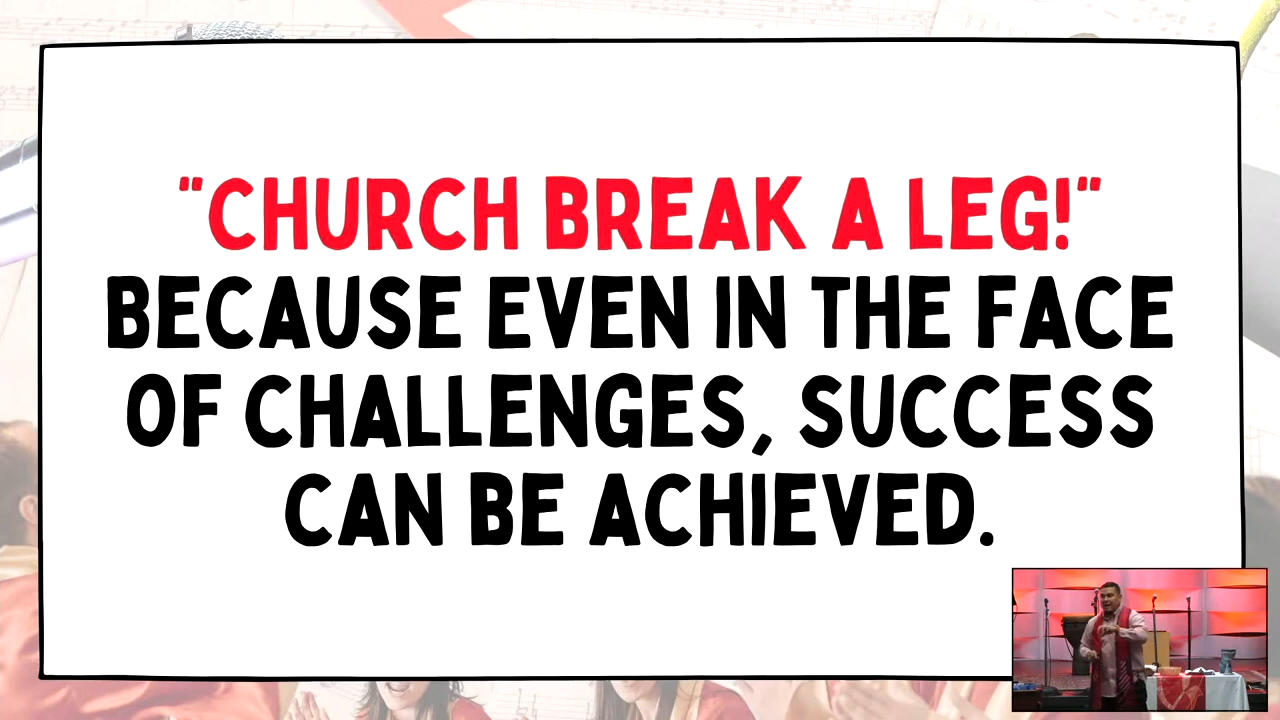 "CHURCH BREAK A LEG!"
BECAUSE EVEN IN THE FACE
OF CHALLENGES, SUCCESS
CAN BE ACHIEVED.